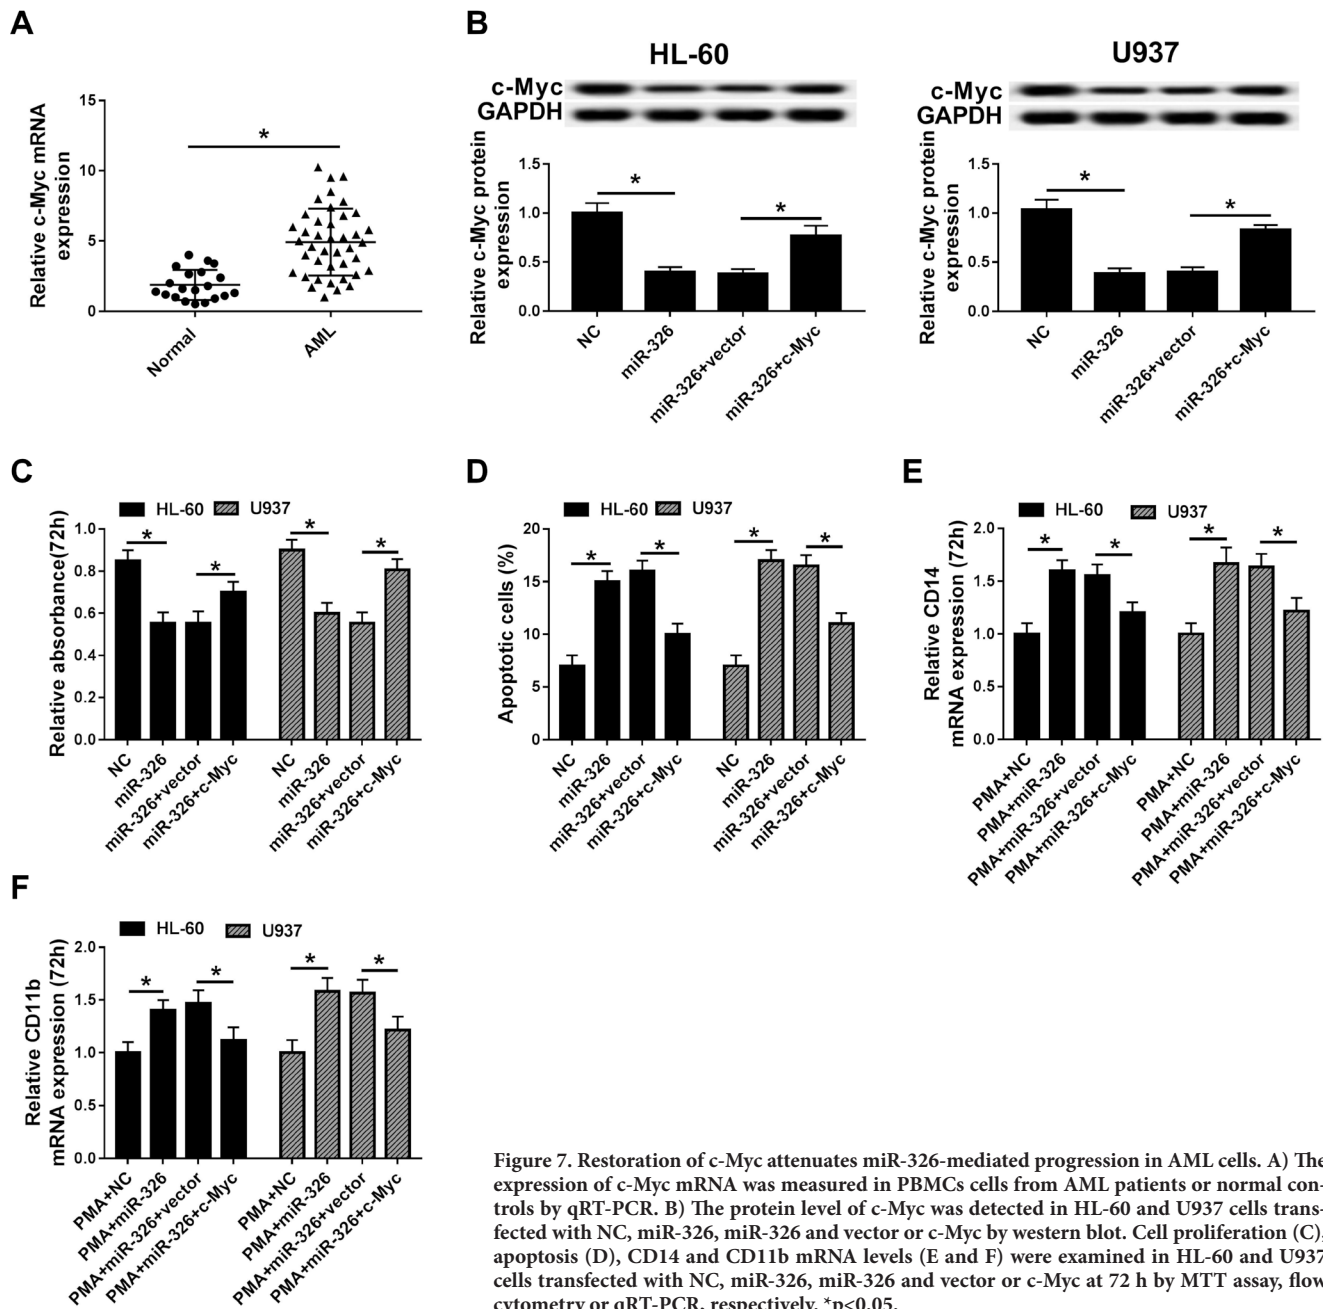 A
Relative c-Myc mRNA
expression
15
10
5
0
*
Normal
AML
B
HL-60
c-Myc
GAPDH
Relative c-Myc protein
expression
1.5
1.0
0.5
0.0
*
*
NC
miR-326
miR-326+vector
miR-326+c-Myc
U937
c-Myc
GAPDH
Relative c-Myc protein
expression
1.5
1.0
0.5
0.0
*
*
NC
miR-326
miR-326+vector
miR-326+c-Myc
C
HL-60
U937
Relative absorbance(72h)
1.0
0.8
0.6
0.4
0.2
0.0
*
*
*
*
NC
miR-326
miR-326+vector
miR-326+c-Myc
NC
miR-326
miR-326+vector
miR-326+c-Myc
D
HL-60
U937
Apoptotic cells (%)
20
15
10
5
0
*
*
*
*
NC
miR-326
miR-326+vector
miR-326+c-Myc
NC
miR-326
miR-326+vector
miR-326+c-Myc
E
HL-60
U937
Relative CD14
mRNA expression (72h)
2.0
1.5
1.0
0.5
0.0
*
*
*
*
PMA+NC
PMA+miR-326
PMA+miR-326+vector
PMA+miR-326+c-Myc
PMA+NC
PMA+miR-326
PMA+miR-326+vector
PMA+miR-326+c-Myc
F
HL-60
U937
Relative CD11b
mRNA expression (72h)
2.0
1.5
1.0
0.5
0.0
*
*
*
*
PMA+NC
PMA+miR-326
PMA+miR-326+vector
PMA+miR-326+c-Myc
PMA+NC
PMA+miR-326
PMA+miR-326+vector
PMA+miR-326+c-Myc
Figure 7. Restoration of c-Myc attenuates miR-326-mediated progression in AML cells. A) The
expression of c-Myc mRNA was measured in PBMCs cells from AML patients or normal con-
trols by qRT-PCR. B) The protein level of c-Myc was detected in HL-60 and U937 cells trans-
fected with NC, miR-326, miR-326 and vector or c-Myc by western blot. Cell proliferation (C),
apoptosis (D), CD14 and CD11b mRNA levels (E and F) were examined in HL-60 and U937
cells transfected with NC, miR-326, miR-326 and vector or c-Myc at 72 h by MTT assay, flow
cytometry or qRT-PCR, respectively. *p<0.05.